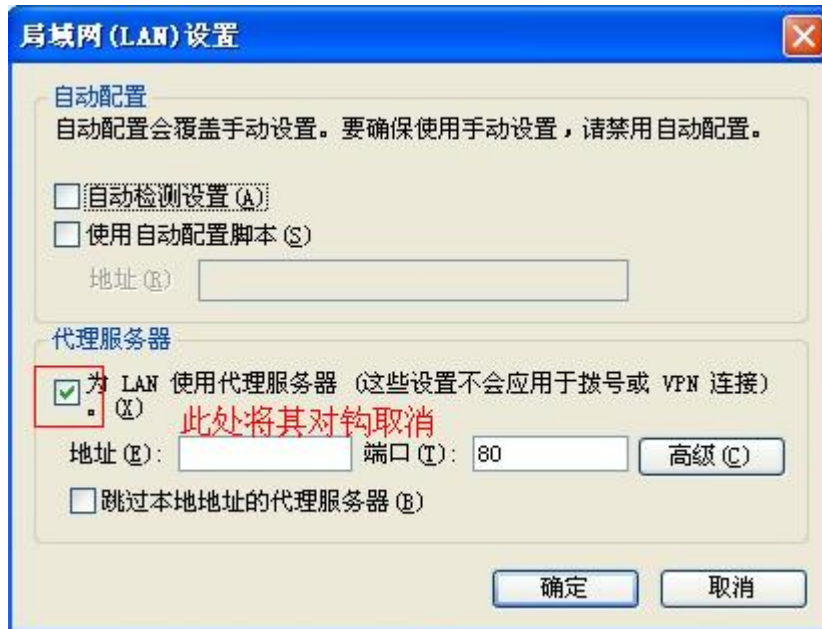 局域网(LAN)设置
自动配置
自动配置会覆盖手动设置。要确保使用手动设置，请禁用自动配置。
自动检测设置(A)
使用自动配置脚本(S)
地址(R)
代理服务器
为 LAN 使用代理服务器 (这些设置不会应用于拨号或 VPN 连接)
。(X)
此处将其对钩取消
地址(E): 端口(T): 80 高级(C)
跳过本地地址的代理服务器(B)
确定 取消